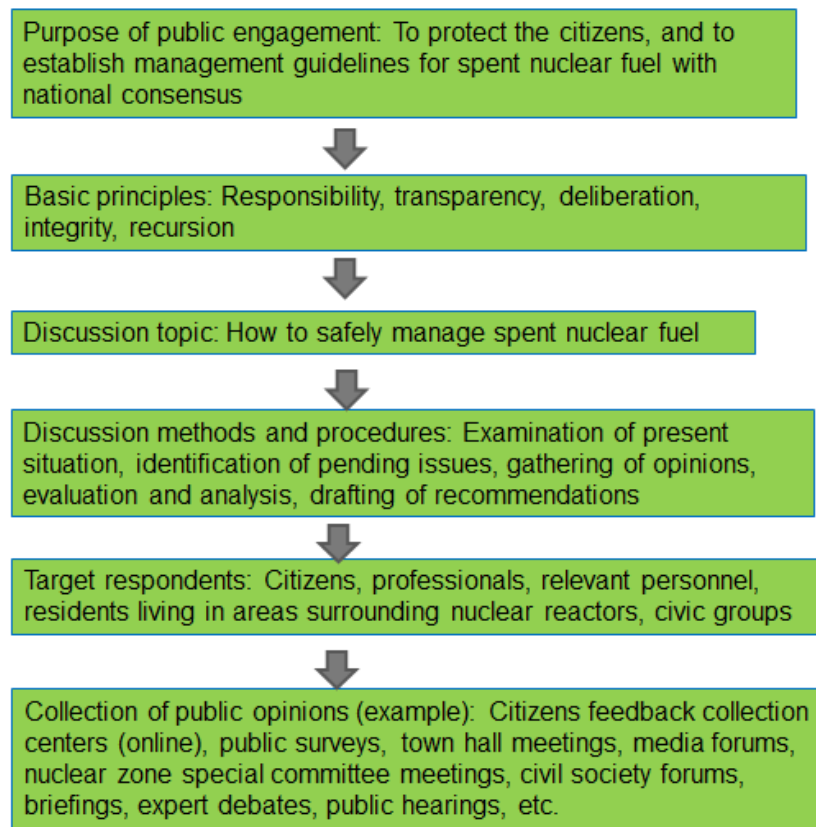 Purpose of public engagement: To protect the citizens, and to
establish management guidelines for spent nuclear fuel with
national consensus
Basic principles: Responsibility, transparency, deliberation,
integrity, recursion
Discussion topic: How to safely manage spent nuclear fuel
Discussion methods and procedures: Examination of present
situation, identification of pending issues, gathering of opinions,
evaluation and analysis, drafting of recommendations
Target respondents: Citizens, professionals, relevant personnel,
residents living in areas surrounding nuclear reactors, civic groups
Collection of public opinions (example): Citizens feedback collection
centers (online), public surveys, town hall meetings, media forums,
nuclear zone special committee meetings, civil society forums,
briefings, expert debates, public hearings, etc.